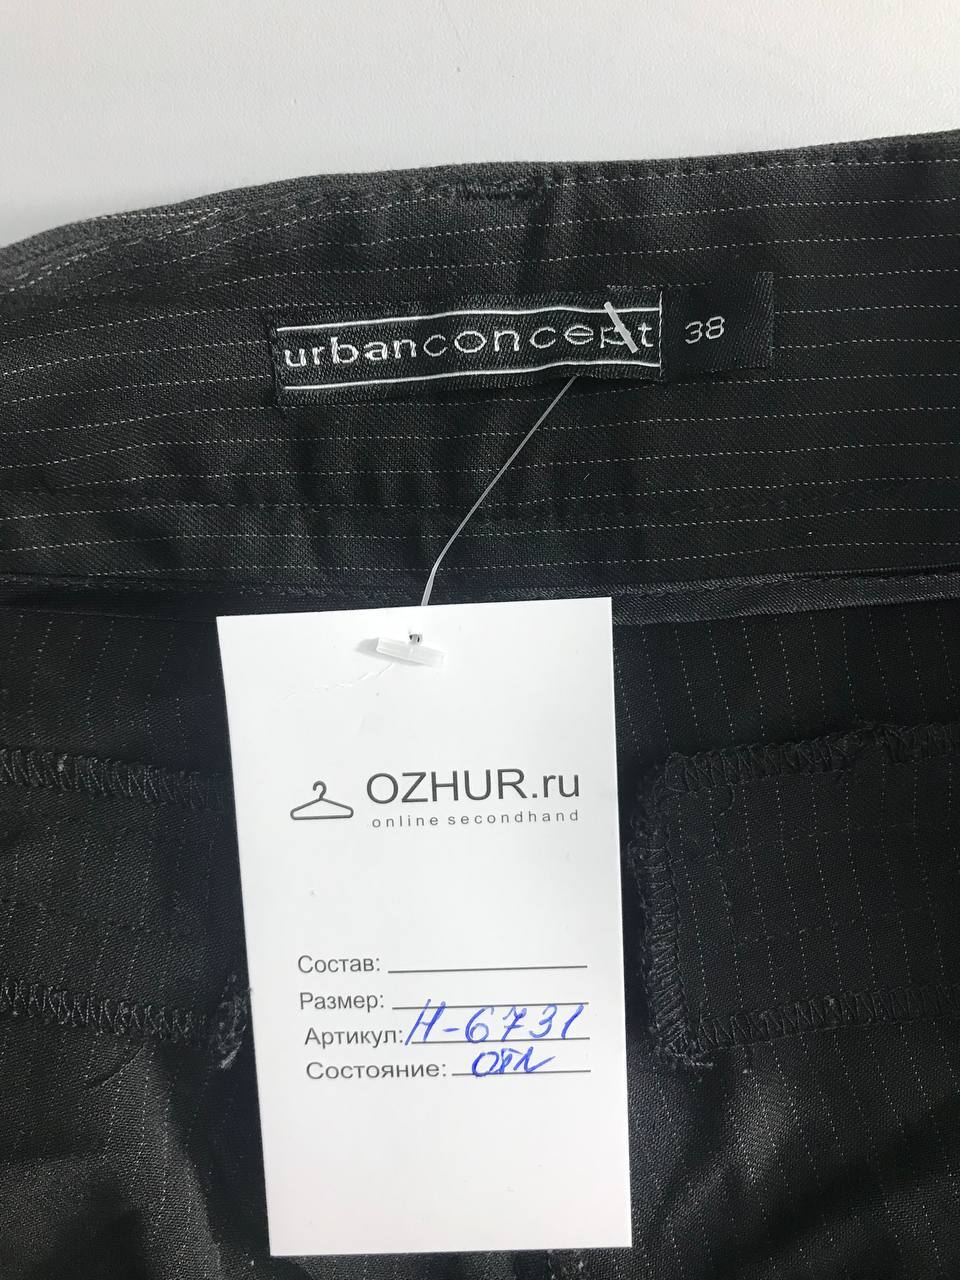 urbanconcept 38
OZHUR.ru
online secondhand
Состав:
Размер:
Артикул: Н-6731
Состояние: отл